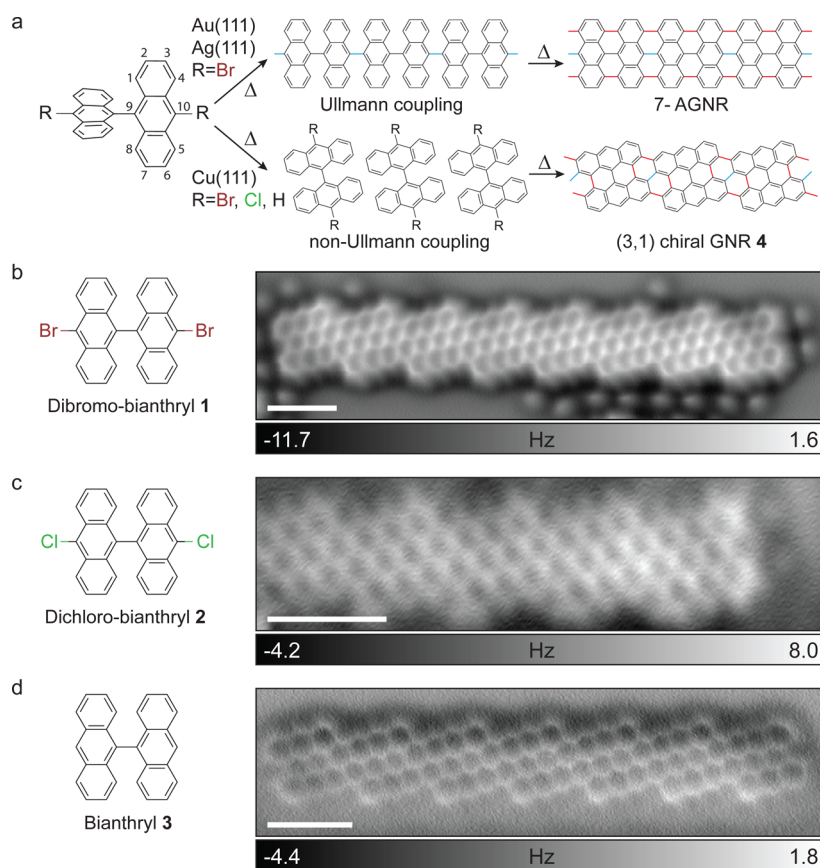 a
Au(111)
Ag(111)
R=Br
Δ
Ullmann coupling
Δ
7- AGNR
2 3
1 4
R 9 10 R
8 5
7 6
Δ
Cu(111)
R=Br, Cl, H
R R R
R R R
non-Ullmann coupling
Δ
(3,1) chiral GNR 4
b
Br Br
Dibromo-bianthryl 1
-11.7 Hz 1.6
c
Cl Cl
Dichloro-bianthryl 2
-4.2 Hz 8.0
d
Bianthryl 3
-4.4 Hz 1.8